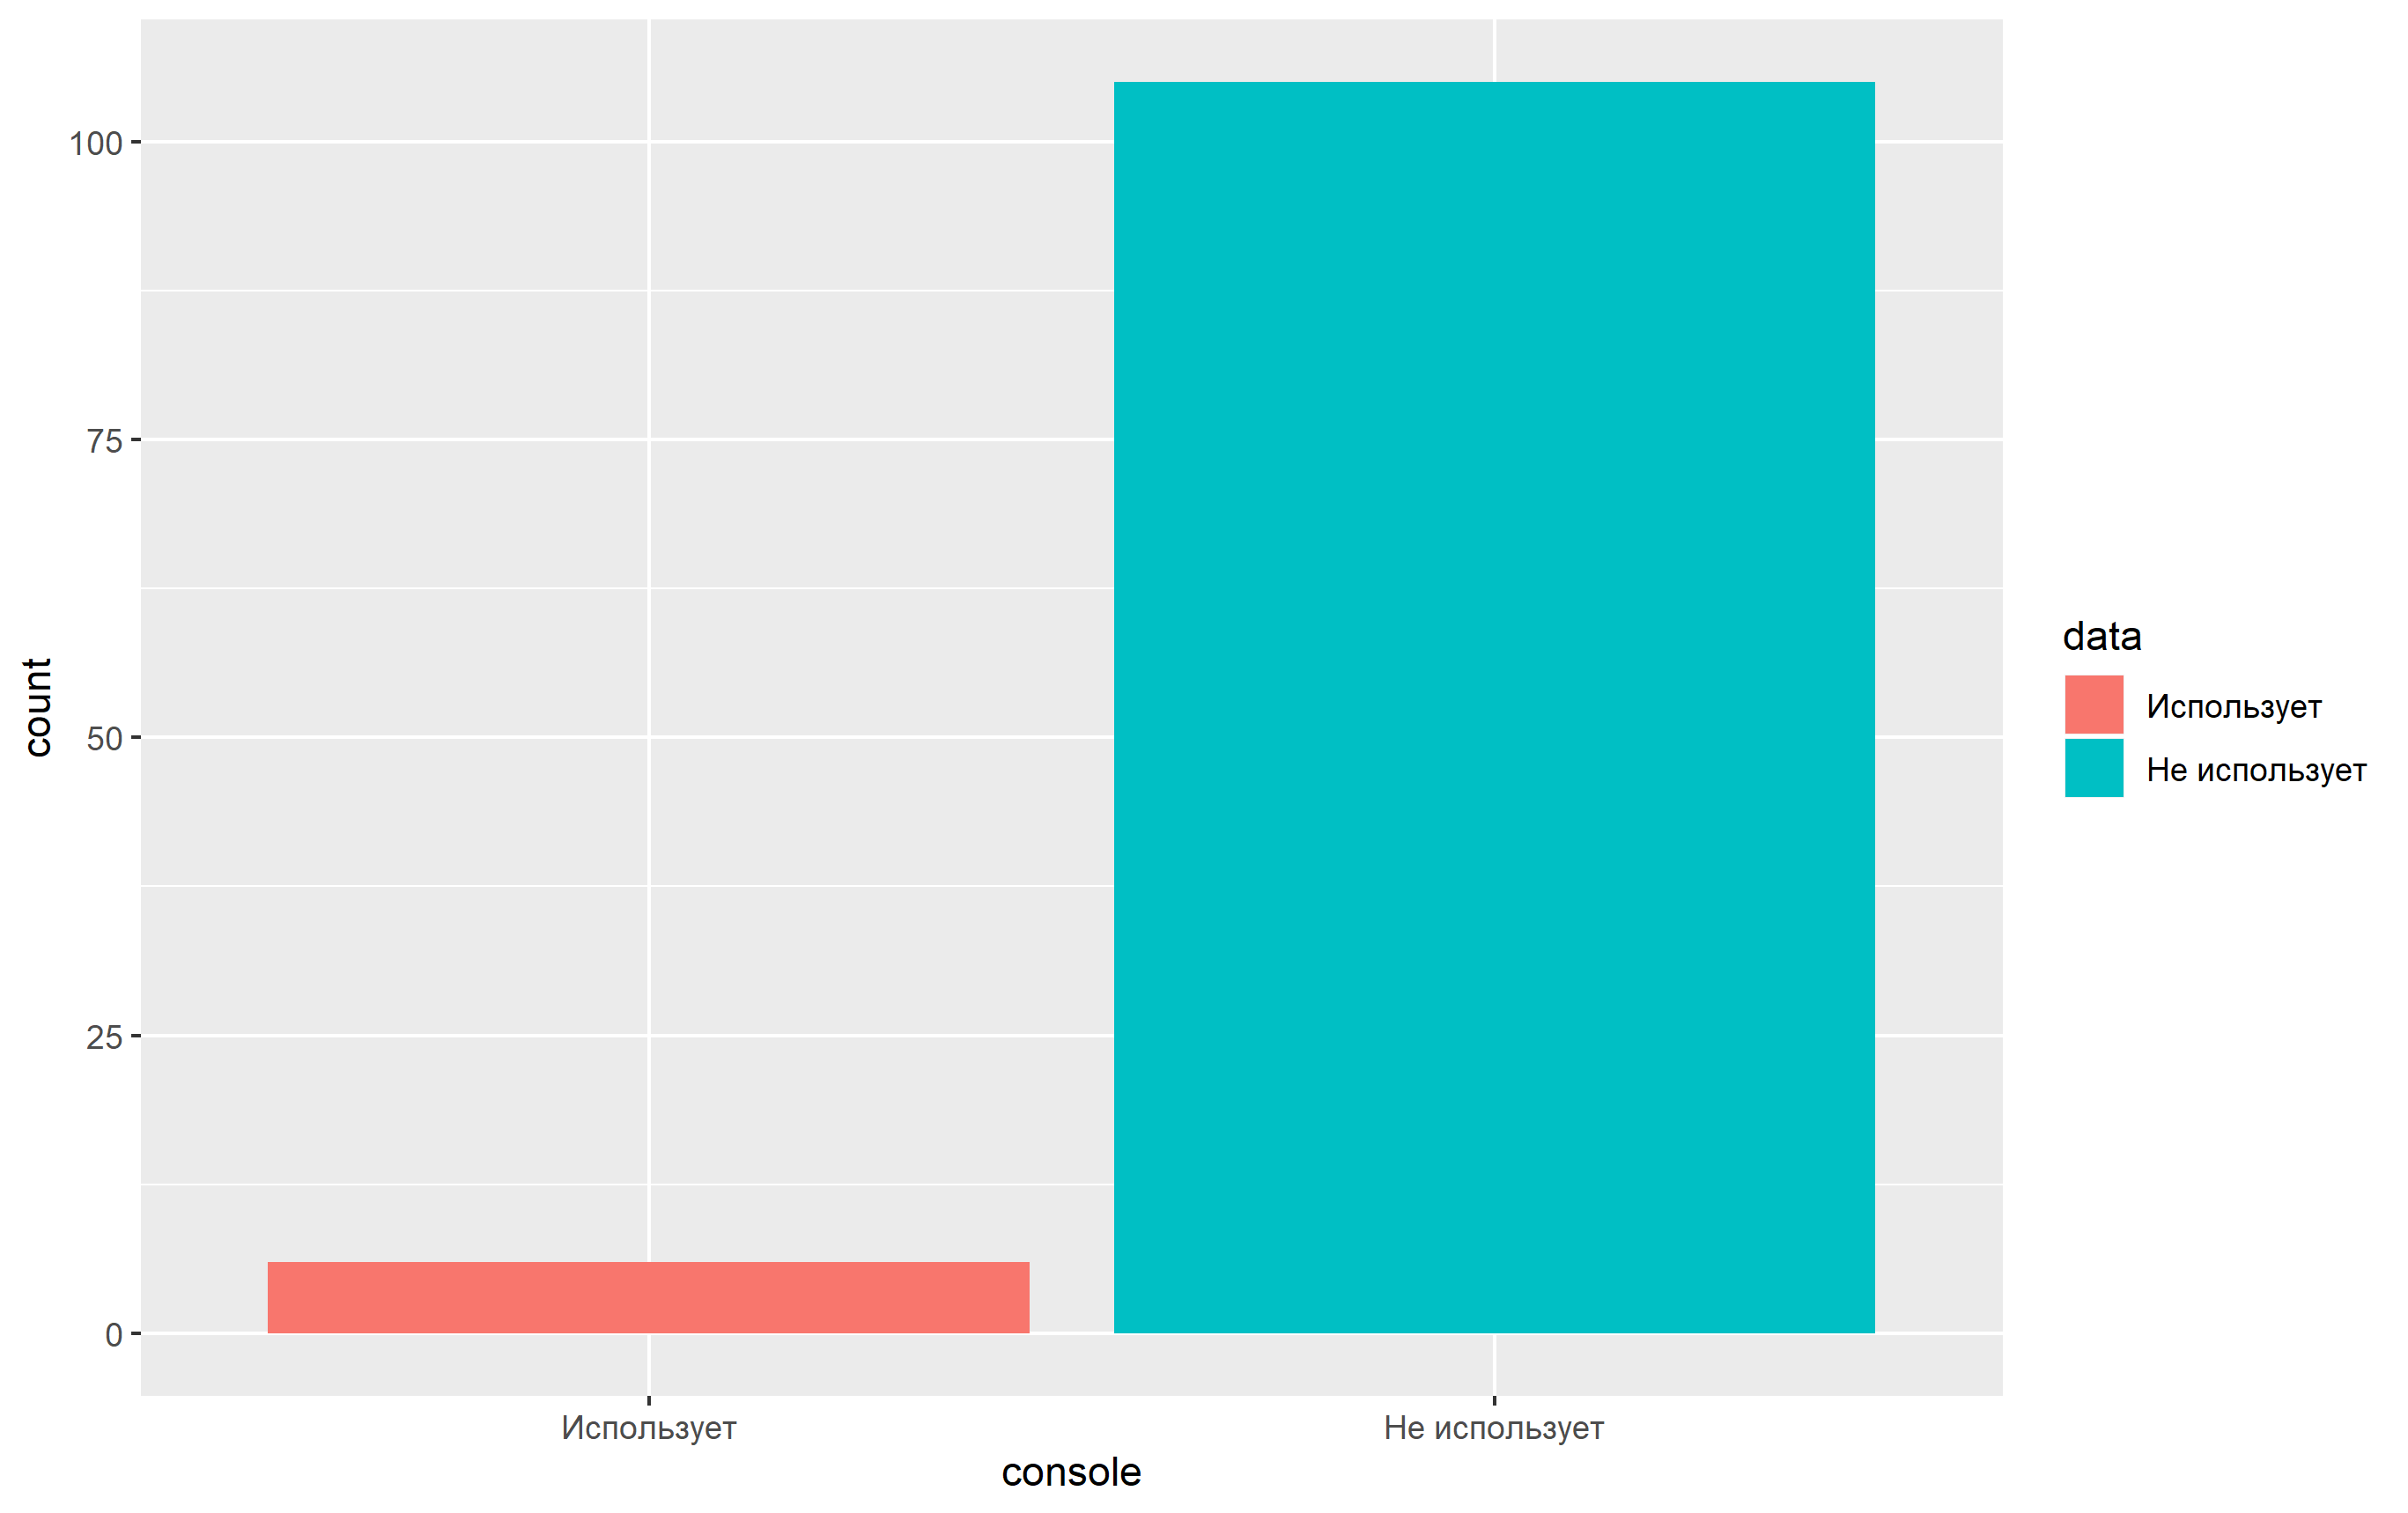 100
75
50
25
0
count
Использует
Не использует
console
data
Использует
Не использует